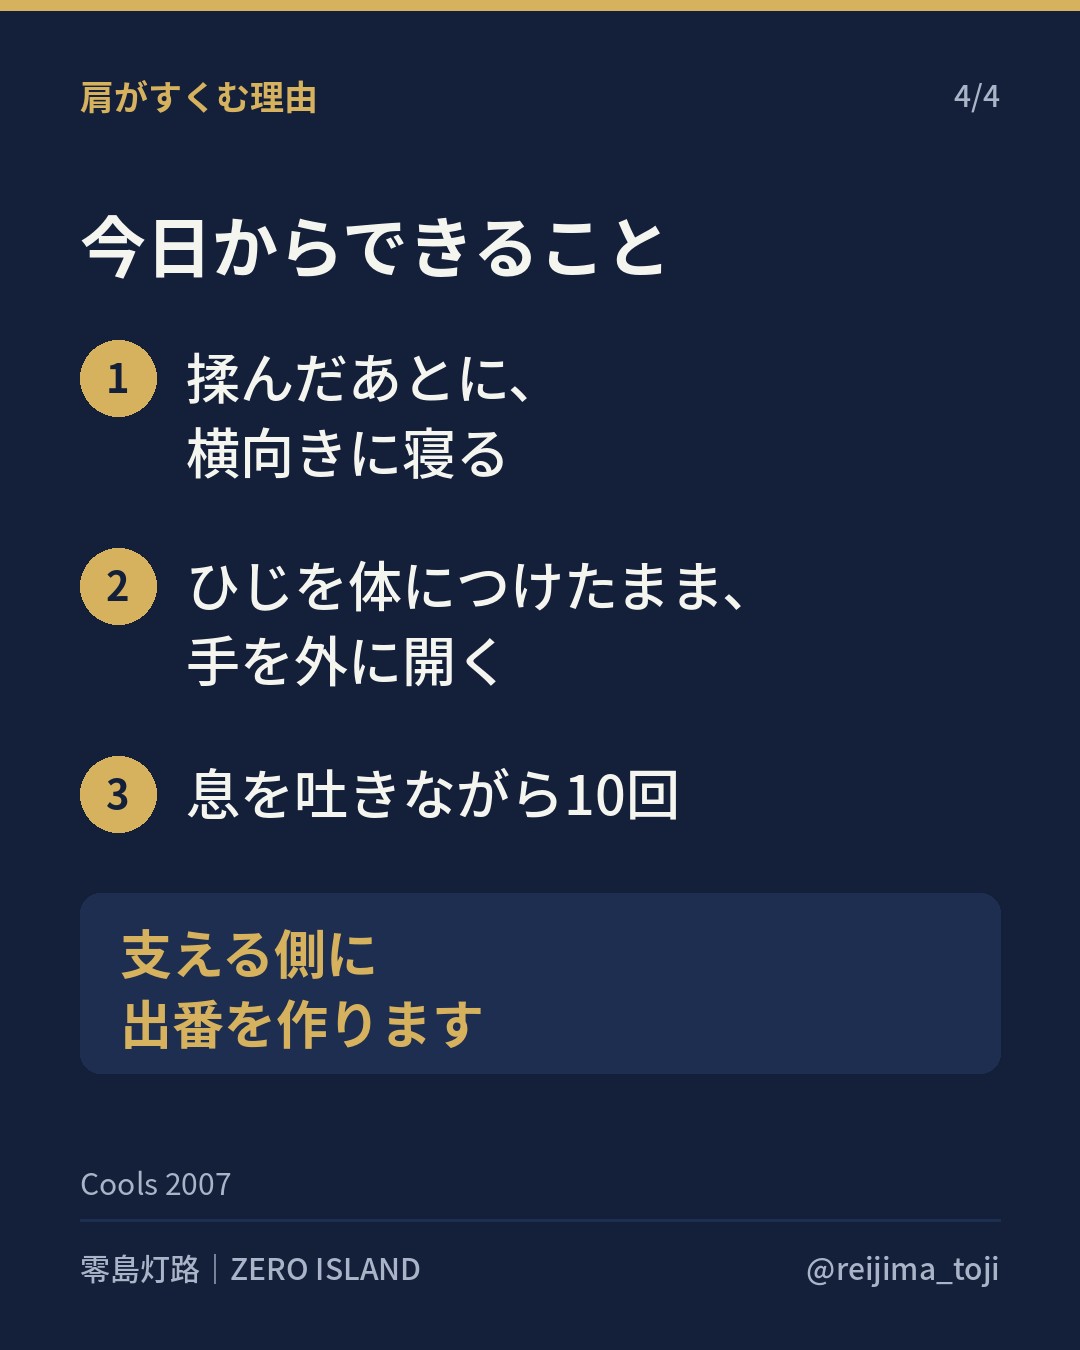 肩がすくむ理由
4/4
今日からできること
1
揉んだあとに、
横向きに寝る
2
ひじを体につけたまま、
手を外に開く
3
息を吐きながら10回
支える側に
出番を作ります
Cools 2007
零島灯路｜ZERO ISLAND
@reijima_toji